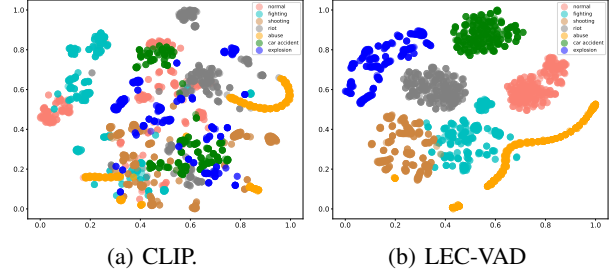 1.0
0.8
0.6
0.4
0.2
0.0
0.0 0.2 0.4 0.6 0.8 1.0
normal
fighting
shooting
riot
abuse
car accident
explosion
(a) CLIP.
1.0
0.8
0.6
0.4
0.2
0.0
0.0 0.2 0.4 0.6 0.8 1.0
normal
fighting
shooting
riot
abuse
car accident
explosion
(b) LEC-VAD